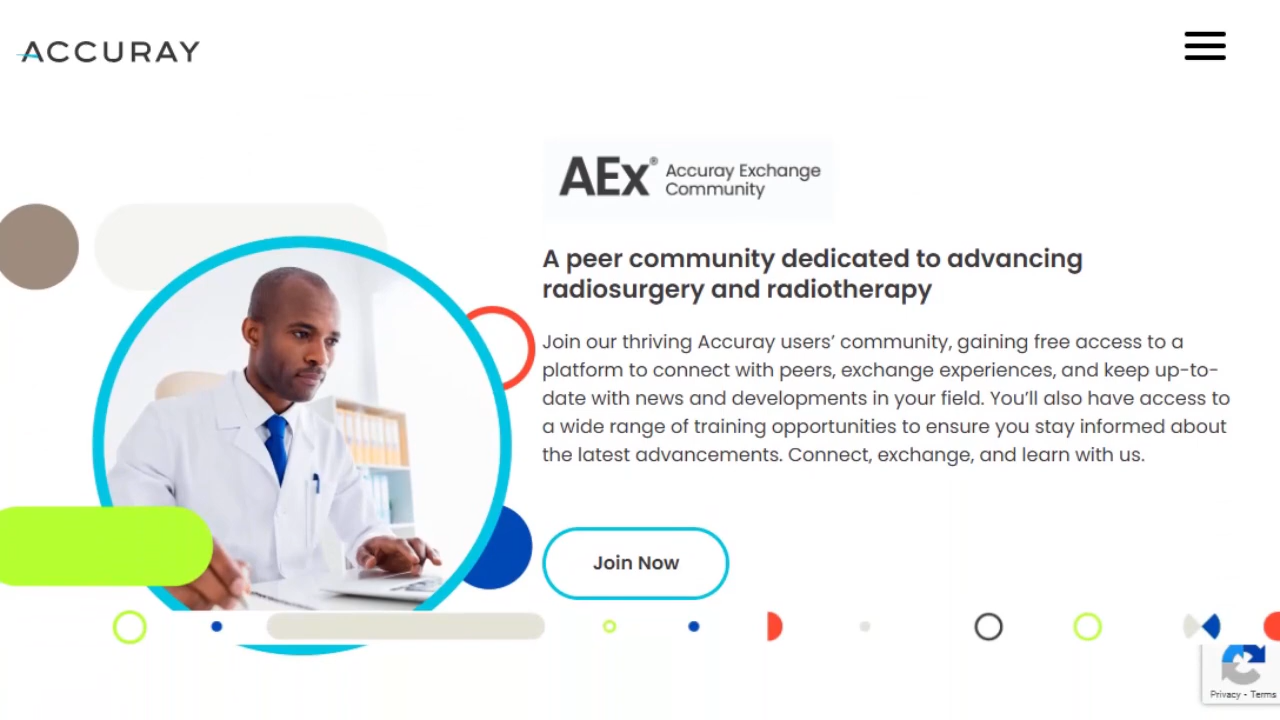 ACCURAY
AEx® Accuray Exchange
Community
A peer community dedicated to advancing
radiosurgery and radiotherapy
Join our thriving Accuray users’ community, gaining free access to a
platform to connect with peers, exchange experiences, and keep up-to-
date with news and developments in your field. You’ll also have access to
a wide range of training opportunities to ensure you stay informed about
the latest advancements. Connect, exchange, and learn with us.
Join Now
Privacy - Terms